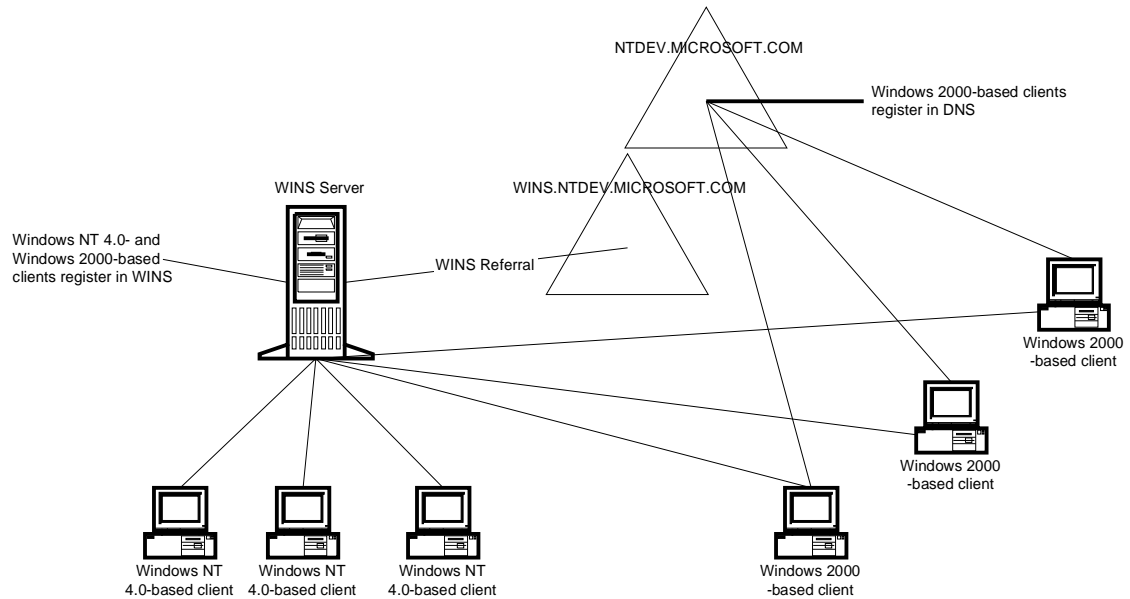 NTDEV.MICROSOFT.COM
Windows 2000-based clients
register in DNS
WINS Server
WINS.NTDEV.MICROSOFT.COM
Windows NT 4.0- and
Windows 2000-based
clients register in WINS
WINS Referral
Windows 2000
-based client
Windows 2000
-based client
Windows NT
4.0-based client
Windows NT
4.0-based client
Windows NT
4.0-based client
Windows 2000
-based client